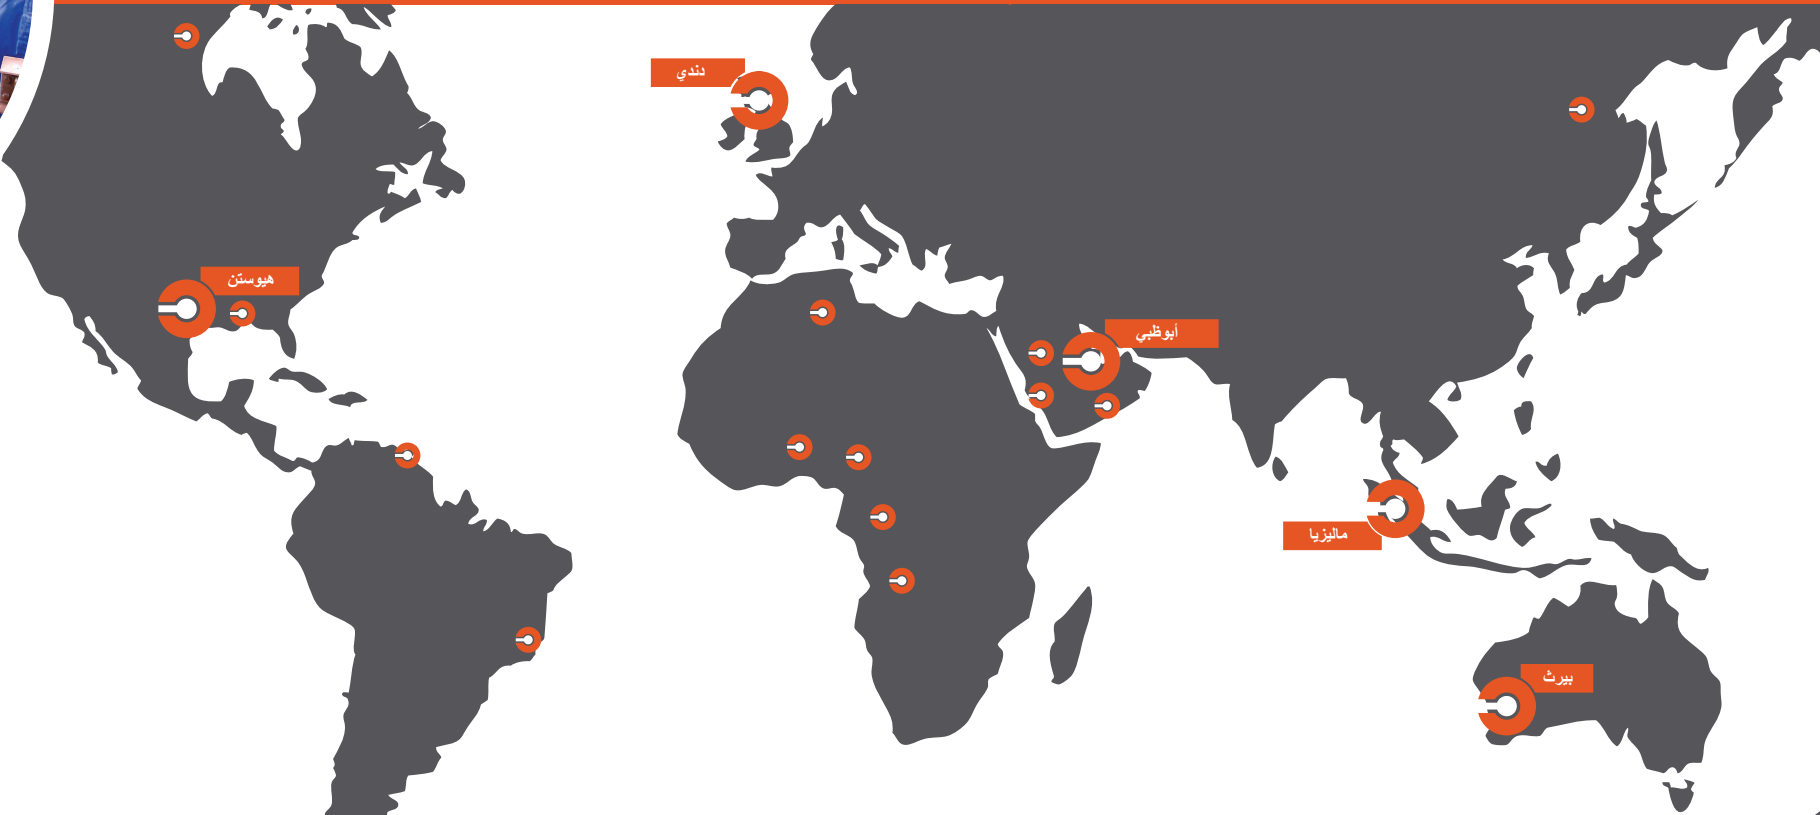 دندي
هيوستن
أبوظبي
ماليزيا
بيرث